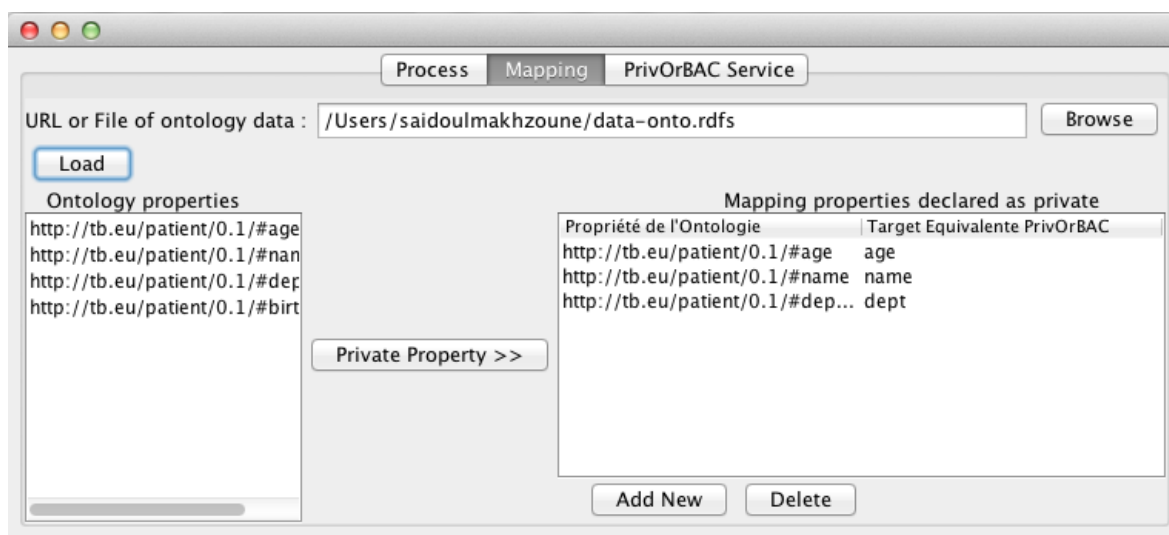 Process Mapping PrivOrBAC Service
URL or File of ontology data : /Users/saidoulmakhzoune/data-onto.rdfs Browse
Load
Ontology properties
http://tb.eu/patient/0.1/#age
http://tb.eu/patient/0.1/#nan
http://tb.eu/patient/0.1/#dep
http://tb.eu/patient/0.1/#birt
Private Property >>
Mapping properties declared as private
Propriété de l'Ontologie Target Equivalente PrivOrBAC
http://tb.eu/patient/0.1/#age age
http://tb.eu/patient/0.1/#name name
http://tb.eu/patient/0.1/#dep... dept
Add New Delete